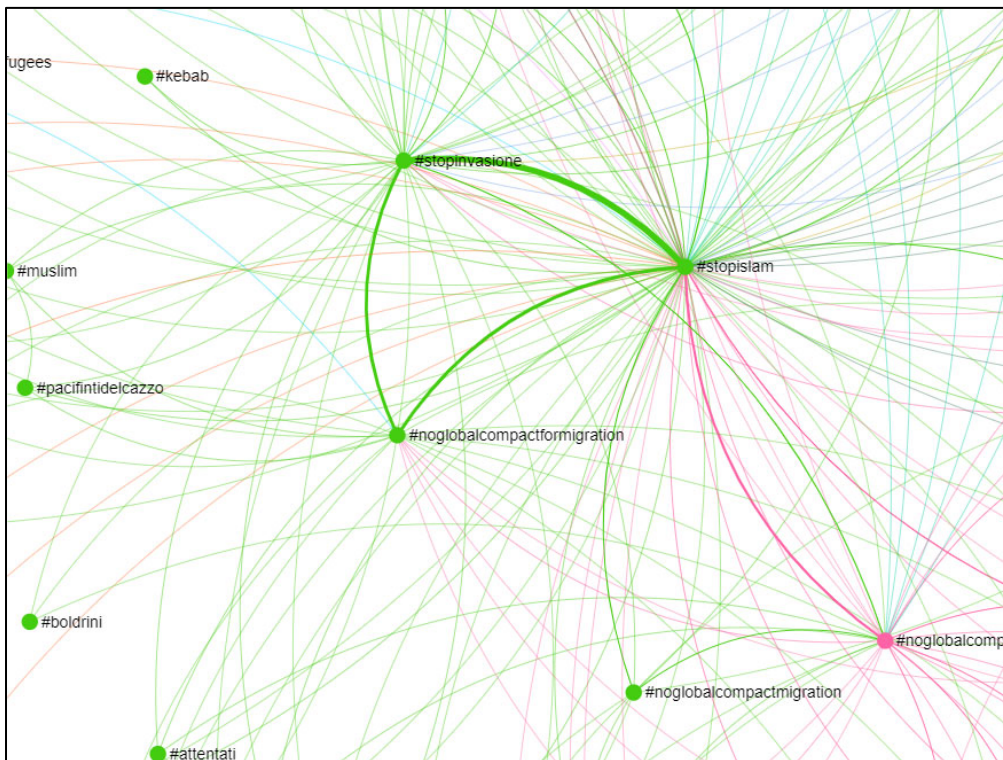 fugees
#kebab
#stopinvasione
#stopislam
#muslim
#pacifintidelcazzo
#noglobalcompactformigration
#boldrini
#noglobalcomp
#noglobalcompactmigration
#attentati